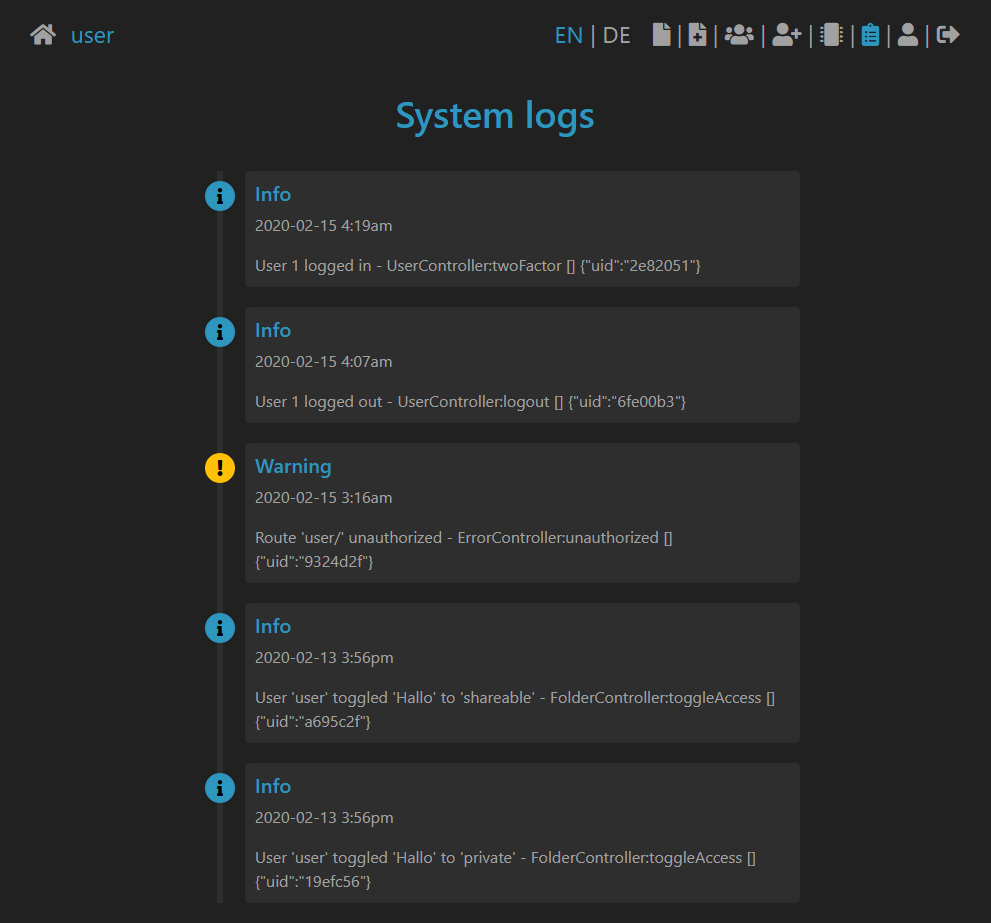 user
EN | DE | | | | | | |
System logs
Info
2020-02-15 4:19am
User 1 logged in - UserController:twoFactor [] {"uid":"2e82051"}
Info
2020-02-15 4:07am
User 1 logged out - UserController:logout [] {"uid":"6fe00b3"}
Warning
2020-02-15 3:16am
Route 'user/' unauthorized - ErrorController:unauthorized []
{"uid":"9324d2f"}
Info
2020-02-13 3:56pm
User 'user' toggled 'Hallo' to 'shareable' - FolderController:toggleAccess []
{"uid":"a695c2f"}
Info
2020-02-13 3:56pm
User 'user' toggled 'Hallo' to 'private' - FolderController:toggleAccess []
{"uid":"19efc56"}